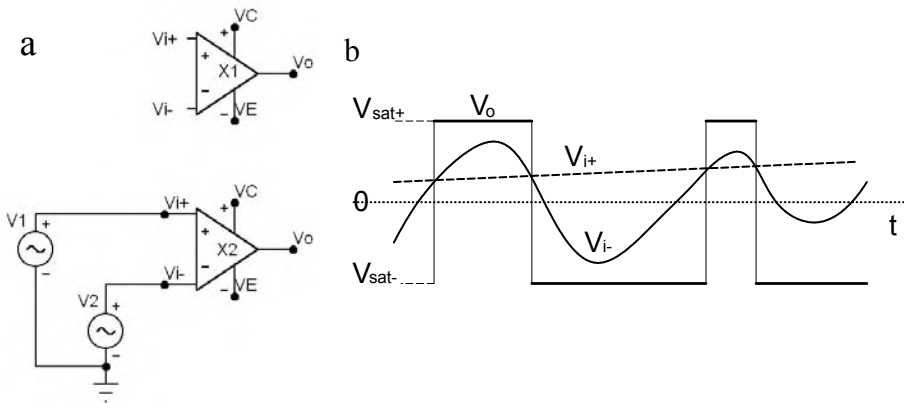 a
VC
+
Vi+
+
X1
Vo
−
Vi-
− VE
b
Vsat+
Vo
Vi+
0
t
Vi-
Vsat-
VC
+
V1
+
Vi+
+
X2
Vo
−
Vi-
− VE
−
V2
+
−